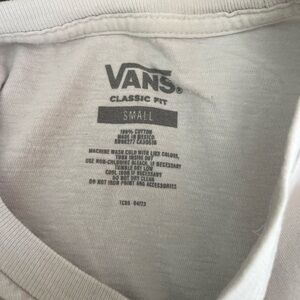 VANS®
CLASSIC FIT
SMALL
100% COTTON
MADE IN MEXICO
MACHINE WASH COLD WITH LIKE COLORS,
TURN INSIDE OUT
USE NON-CHLORINE BLEACH, IF NECESSARY
TUMBLE DRY LOW
COOL IRON IF NECESSARY
DO NOT DRY CLEAN
DO NOT IRON PRINT AND ACCESSORIES
04/23